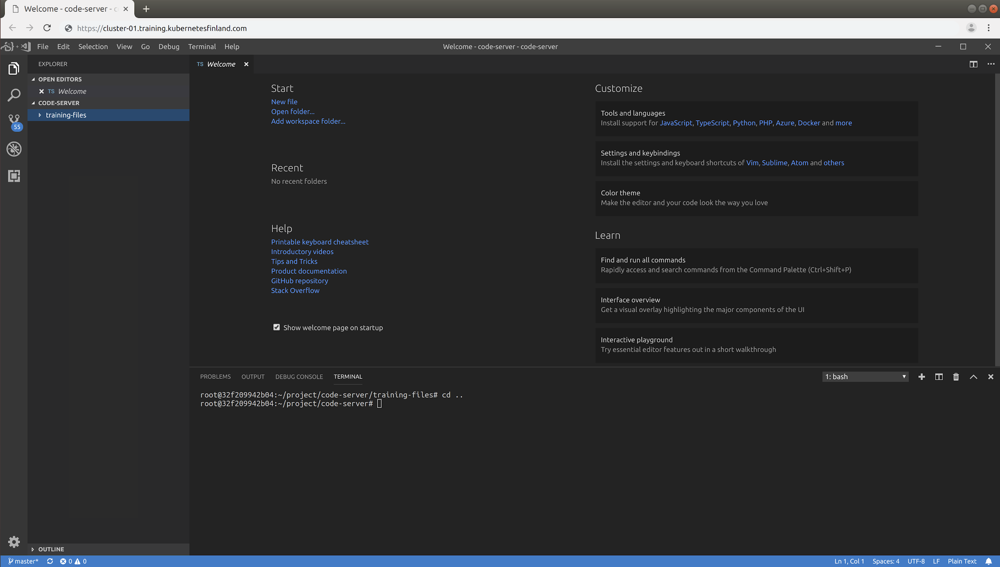 Welcome - code-server - c
https://cluster-01.training.kubernetesfinland.com
File Edit Selection View Go Debug Terminal Help
Welcome - code-server - code-server
EXPLORER
OPEN EDITORS
TS Welcome
CODE-SERVER
training-files
55
OUTLINE
TS Welcome
Start
New file
Open folder...
Add workspace folder...
Recent
No recent folders
Help
Printable keyboard cheatsheet
Introductory videos
Tips and Tricks
Product documentation
GitHub repository
Stack Overflow
Show welcome page on startup
Customize
Tools and languages
Install support for JavaScript, TypeScript, Python, PHP, Azure, Docker and more
Settings and keybindings
Install the settings and keyboard shortcuts of Vim, Sublime, Atom and others
Color theme
Make the editor and your code look the way you love
Learn
Find and run all commands
Rapidly access and search commands from the Command Palette (Ctrl+Shift+P)
Interface overview
Get a visual overlay highlighting the major components of the UI
Interactive playground
Try essential editor features out in a short walkthrough
PROBLEMS OUTPUT DEBUG CONSOLE TERMINAL
1: bash
root@32f209942b04:~/project/code-server/training-files# cd ..
root@32f209942b04:~/project/code-server#
master* 0 0
Ln 1, Col 1 Spaces: 4 UTF-8 LF Plain Text